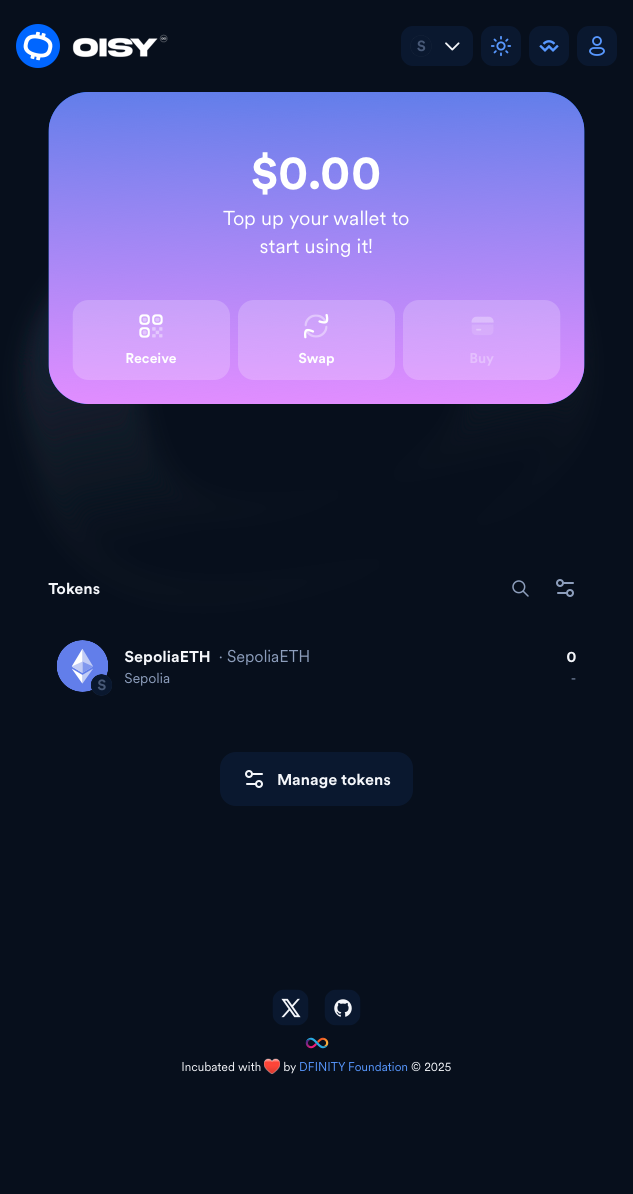 OISY
S
$0.00
Top up your wallet to
start using it!
Receive
Swap
Buy
Tokens
SepoliaETH · SepoliaETH
0
Sepolia
-
S
Manage tokens
Incubated with ❤️ by DFINITY Foundation © 2025